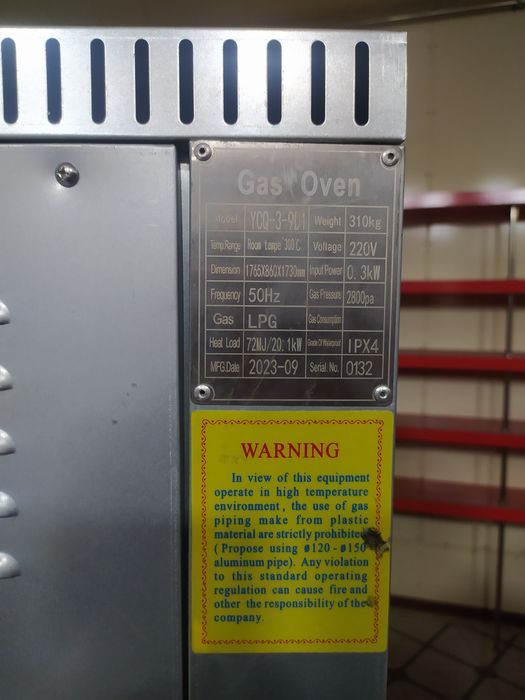 Gas Oven
Model YCQ-3-9D1 Weight 310kg
Temp.Range Room tempe~300℃ Voltage 220V
Dimension 1765X860X1730mm Input Power 0.3kW
Frequency 50Hz Gas Pressure 2800pa
Gas LPG Gas Consumption
Heat Load 72MJ/20.1kW Grade Of Waterproof IPX4
MFG.Date 2023-09 Serial. No. 0132
WARNING
In view of this equipment
operate in high temperature
environment, the use of gas
piping make from plastic
material are strictly prohibited
( Propose using ø120-ø150
aluminum pipe). Any violation
to this standard operating
regulation can cause fire and
other the responsibility of the
company.